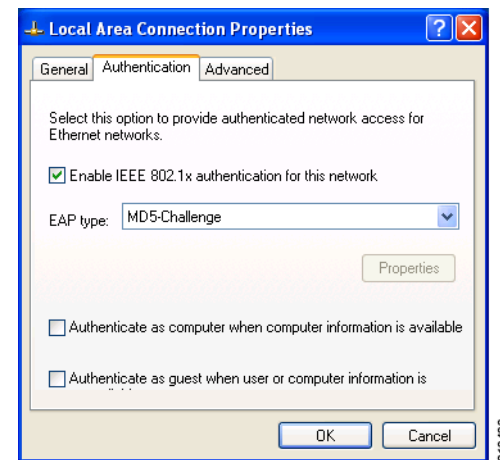 Local Area Connection Properties
General Authentication Advanced
Select this option to provide authenticated network access for
Ethernet networks.
Enable IEEE 802.1x authentication for this network
EAP type: MD5-Challenge
Properties
Authenticate as computer when computer information is available
Authenticate as guest when user or computer information is
OK Cancel